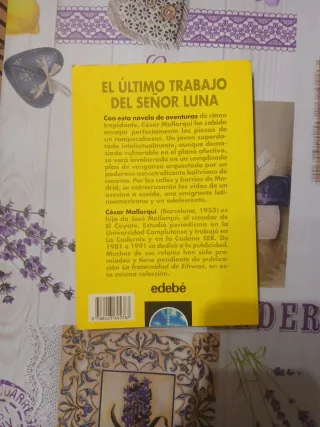 EL ÚLTIMO TRABAJO
DEL SEÑOR LUNA
Con esta novela de aventuras de ritmo
trepidante, César Mallorquí ha sabido
encajar perfectamente las piezas de
un rompecabezas. Un joven superdo-
tado intelectualmente, aunque dema-
siado vulnerable en el plano afectivo,
se verá involucrado en un complicado
plan de venganza orquestado por un
poderoso narcotraficante boliviano de
cocaína. Por las calles y barrios de Ma-
drid, se entrecruzarán las vidas de un
asesino a sueldo, una emigrante lati-
noamericana y un adolescente.
César Mallorquí (Barcelona, 1953) es
hijo de José Mallorquí, el creador de
El Coyote. Estudió periodismo en la
Universidad Complutense y trabajó en
La Codorniz y en la Cadena SER. De
1981 a 1991 se dedicó a la publicidad.
Muchos de sus relatos han sido pre-
miados y tiene pendiente de publica-
ción La fraternidad de Eihwaz, en es-
ta misma colección.
edebé
DER